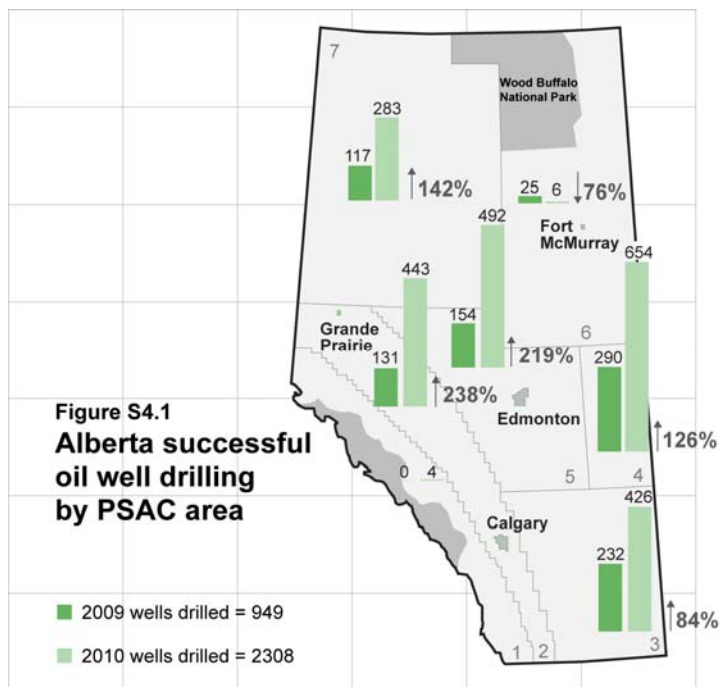 7
Wood Buffalo
National Park
283
117
142%
25
6
76%
492
Fort
McMurray
654
443
154
Grande
Prairie
6
131
219%
290
238%
Figure S4.1
Alberta successful
oil well drilling
by PSAC area
Edmonton
126%
0
4
5
4
426
Calgary
232
2009 wells drilled = 949
84%
2010 wells drilled = 2308
1
2
3